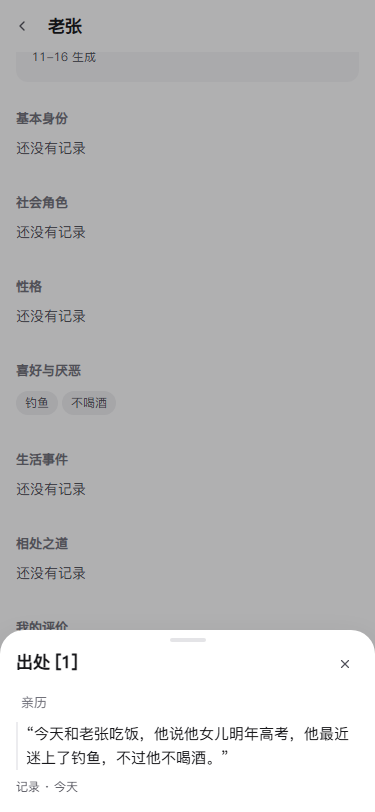 老张
11-16 生成
基本身份
还没有记录
社会角色
还没有记录
性格
还没有记录
喜好与厌恶
钓鱼 不喝酒
生活事件
还没有记录
相处之道
还没有记录
我的评价
出处 [1]
亲历
“今天和老张吃饭，他说他女儿明年高考，他最近
迷上了钓鱼，不过他不喝酒。”
记录 · 今天